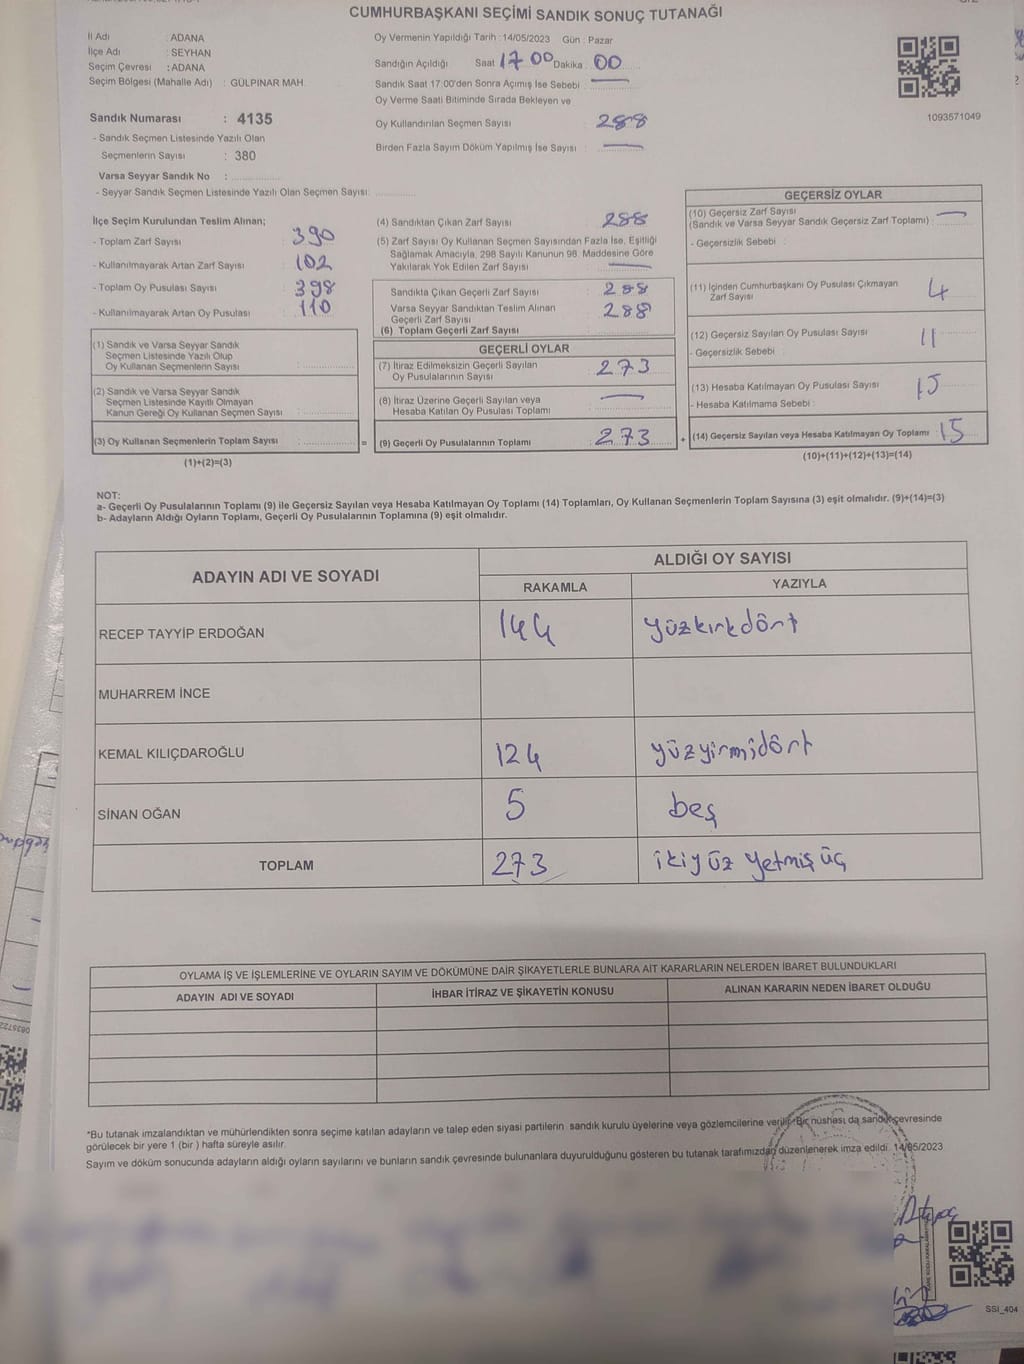 CUMHURBAŞKANI SEÇİMİ SANDIK SONUÇ TUTANAĞI
İl Adı : ADANA
İlçe Adı : SEYHAN
Seçim Çevresi : ADANA
Seçim Bölgesi (Mahalle Adı) : GÜLPINAR MAH.
Oy Vermenin Yapıldığı Tarih : 14/05/2023 Gün : Pazar
Sandığın Açıldığı Saat 17 00 Dakika : 00
Sandık Saat 17:00'den Sonra Açımış İse Sebebi : —
Oy Verme Saati Bitiminde Sırada Bekleyen ve
Oy Kullandırılan Seçmen Sayısı : 288
Birden Fazla Sayım Döküm Yapılmış İse Sayısı : —
1093571049
Sandık Numarası : 4135
- Sandık Seçmen Listesinde Yazılı Olan
Seçmenlerin Sayısı : 380
Varsa Seyyar Sandık No :
- Seyyar Sandık Seçmen Listesinde Yazılı Olan Seçmen Sayısı:
İlçe Seçim Kurulundan Teslim Alınan;
- Toplam Zarf Sayısı : 390
- Kullanılmayarak Artan Zarf Sayısı : 102
- Toplam Oy Pusulası Sayısı : 398
- Kullanılmayarak Artan Oy Pusulası : 110
(1) Sandık ve Varsa Seyyar Sandık
Seçmen Listesinde Yazılı Olup
Oy Kullanan Seçmenlerin Sayısı :
(2) Sandık ve Varsa Seyyar Sandık
Seçmen Listesinde Kayıtlı Olmayan
Kanun Gereği Oy Kullanan Seçmen Sayısı :
(3) Oy Kullanan Seçmenlerin Toplam Sayısı :
(1)+(2)=(3)
(4) Sandıktan Çıkan Zarf Sayısı : 288
(5) Zarf Sayısı Oy Kullanan Seçmen Sayısından Fazla İse, Eşitliği
Sağlamak Amacıyla, 298 Sayılı Kanunun 98. Maddesine Göre
Yakılarak Yok Edilen Zarf Sayısı : —
Sandıkta Çıkan Geçerli Zarf Sayısı : 288
Varsa Seyyar Sandıktan Teslim Alınan
Geçerli Zarf Sayısı : 288
(6) Toplam Geçerli Zarf Sayısı :
GEÇERLİ OYLAR
(7) İtiraz Edilmeksizin Geçerli Sayılan
Oy Pusulalarının Sayısı : 273
(8) İtiraz Üzerine Geçerli Sayılan veya
Hesaba Katılan Oy Pusulası Toplamı : —
= (9) Geçerli Oy Pusulalarının Toplamı : 273
GEÇERSİZ OYLAR
(10) Geçersiz Zarf Sayısı
(Sandık ve Varsa Seyyar Sandık Geçersiz Zarf Toplamı) : —
- Geçersizlik Sebebi :
(11) İçinden Cumhurbaşkanı Oy Pusulası Çıkmayan
Zarf Sayısı : 4
(12) Geçersiz Sayılan Oy Pusulası Sayısı : 11
- Geçersizlik Sebebi :
(13) Hesaba Katılmayan Oy Pusulası Sayısı : 15
- Hesaba Katılmama Sebebi :
+ (14) Geçersiz Sayılan veya Hesaba Katılmayan Oy Toplamı : 15
(10)+(11)+(12)+(13)=(14)
NOT:
a- Geçerli Oy Pusulalarının Toplamı (9) ile Geçersiz Sayılan veya Hesaba Katılmayan Oy Toplamı (14) Toplamları, Oy Kullanan Seçmenlerin Toplam Sayısına (3) eşit olmalıdır. (9)+(14)=(3)
b- Adayların Aldığı Oyların Toplamı, Geçerli Oy Pusulalarının Toplamına (9) eşit olmalıdır.
ADAYIN ADI VE SOYADI
ALDIĞI OY SAYISI
RAKAMLA YAZIYLA
RECEP TAYYİP ERDOĞAN 144 yüzkırkdört
MUHARREM İNCE
KEMAL KILIÇDAROĞLU 124 yüzyirmidört
SİNAN OĞAN 5 beş
TOPLAM 273 ikiyüz yetmiş üç
OYLAMA İŞ VE İŞLEMLERİNE VE OYLARIN SAYIM VE DÖKÜMÜNE DAİR ŞİKAYETLERLE BUNLARA AİT KARARLARIN NELERDEN İBARET BULUNDUKLARI
ADAYIN ADI VE SOYADI İHBAR İTİRAZ VE ŞİKAYETİN KONUSU ALINAN KARARIN NEDEN İBARET OLDUĞU
*Bu tutanak imzalandıktan ve mühürlendikten sonra seçime katılan adayların ve talep eden siyasi partilerin sandık kurulu üyelerine veya gözlemcilerine verilir. Bir nüshası da sandık çevresinde
görülecek bir yere 1 (bir) hafta süreyle asılır.
Sayım ve döküm sonucunda adayların aldığı oyların sayılarını ve bunların sandık çevresinde bulunanlara duyurulduğunu gösteren bu tutanak tarafımızdan düzenlenerek imza edildi. 14/05/2023
SSI_404